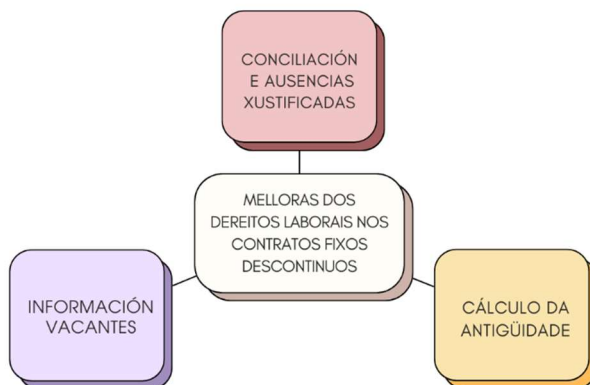 CONCILIACIÓN
E AUSENCIAS
XUSTIFICADAS
MELLORAS DOS
DEREITOS LABORAIS NOS
CONTRATOS FIXOS
DESCONTINUOS
INFORMACIÓN
VACANTES
CÁLCULO DA
ANTIGÜIDADE